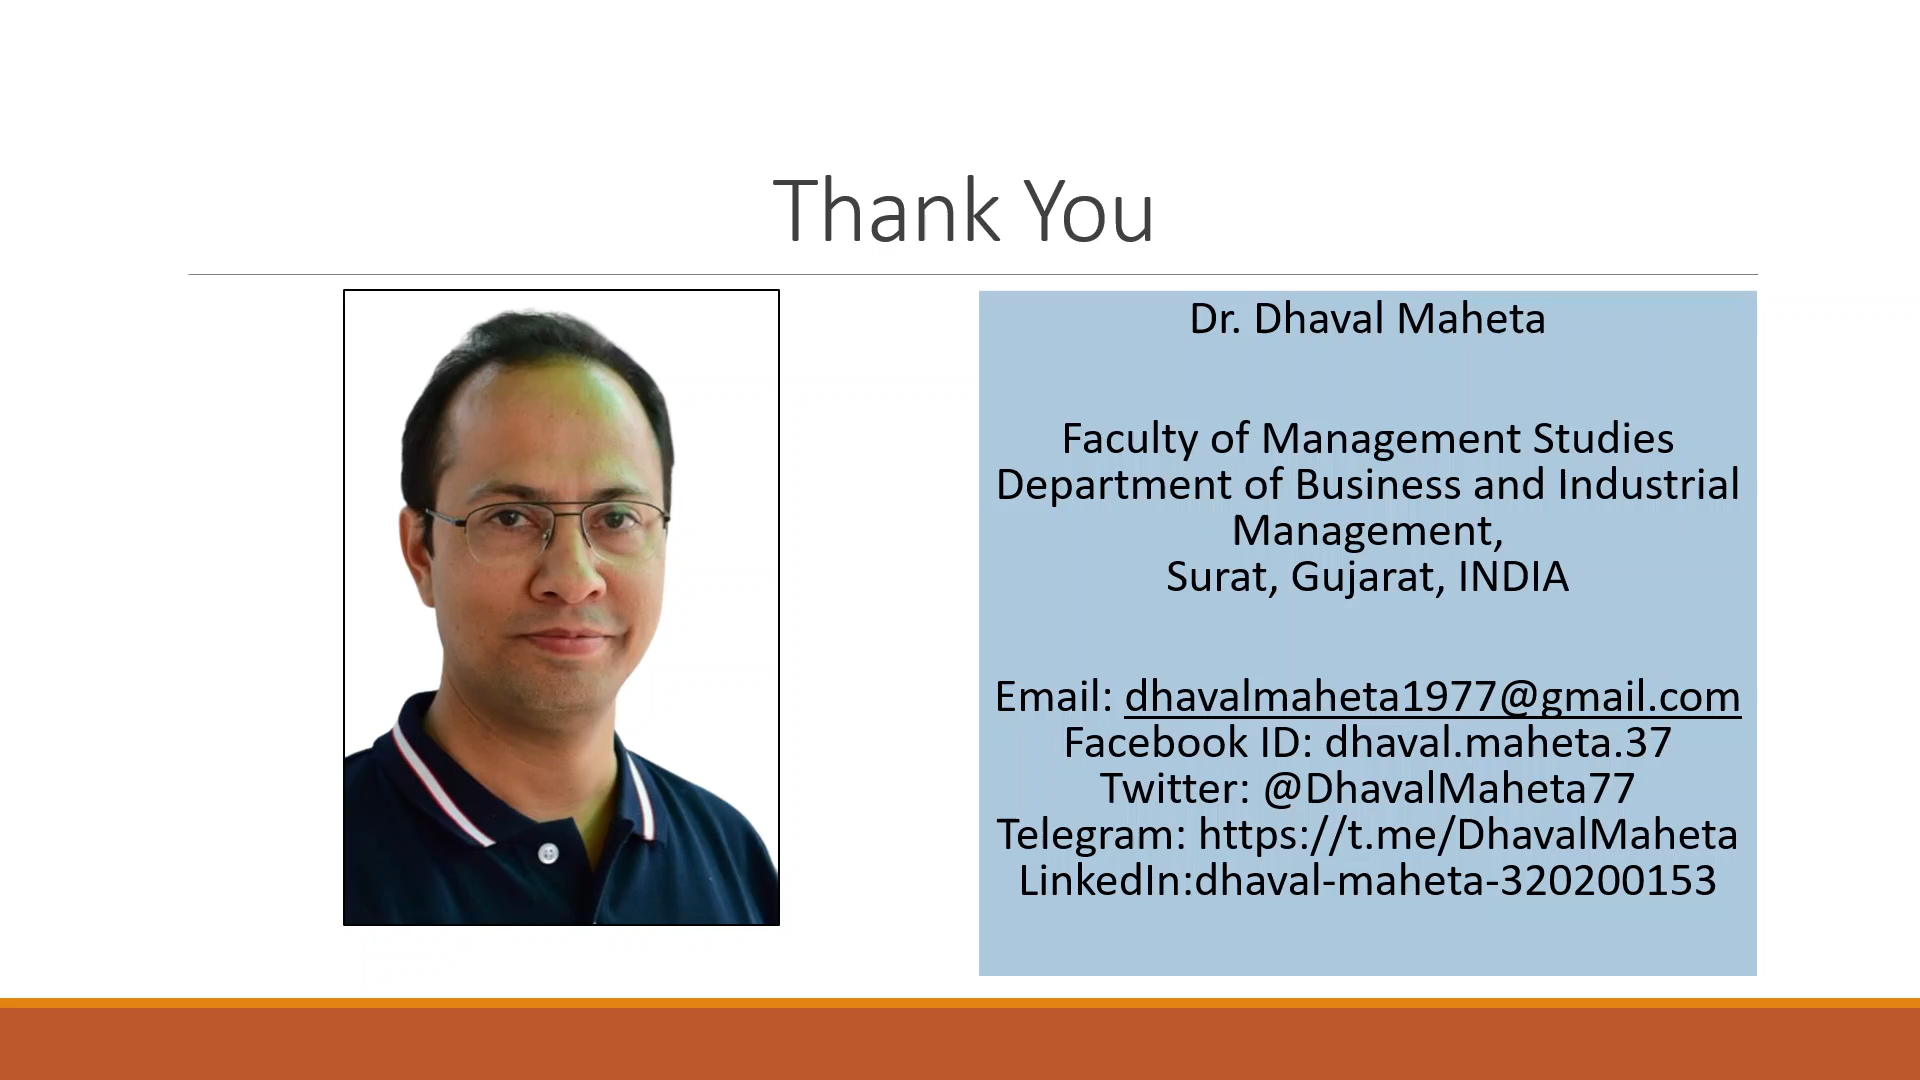 Thank You
Dr. Dhaval Maheta
Faculty of Management Studies
Department of Business and Industrial
Management,
Surat, Gujarat, INDIA
Email: dhavalmaheta1977@gmail.com
Facebook ID: dhaval.maheta.37
Twitter: @DhavalMaheta77
Telegram: https://t.me/DhavalMaheta
LinkedIn:dhaval-maheta-320200153